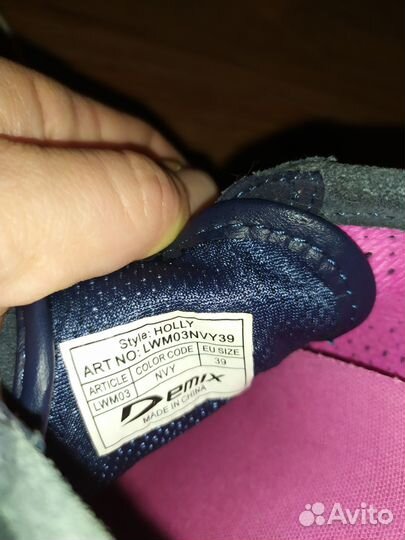 Style: HOLLY
ART NO: LWM03NVY39
ARTICLE COLOR CODE EU SIZE
LWM03 NVY 39
Demix
MADE IN CHINA
Avito